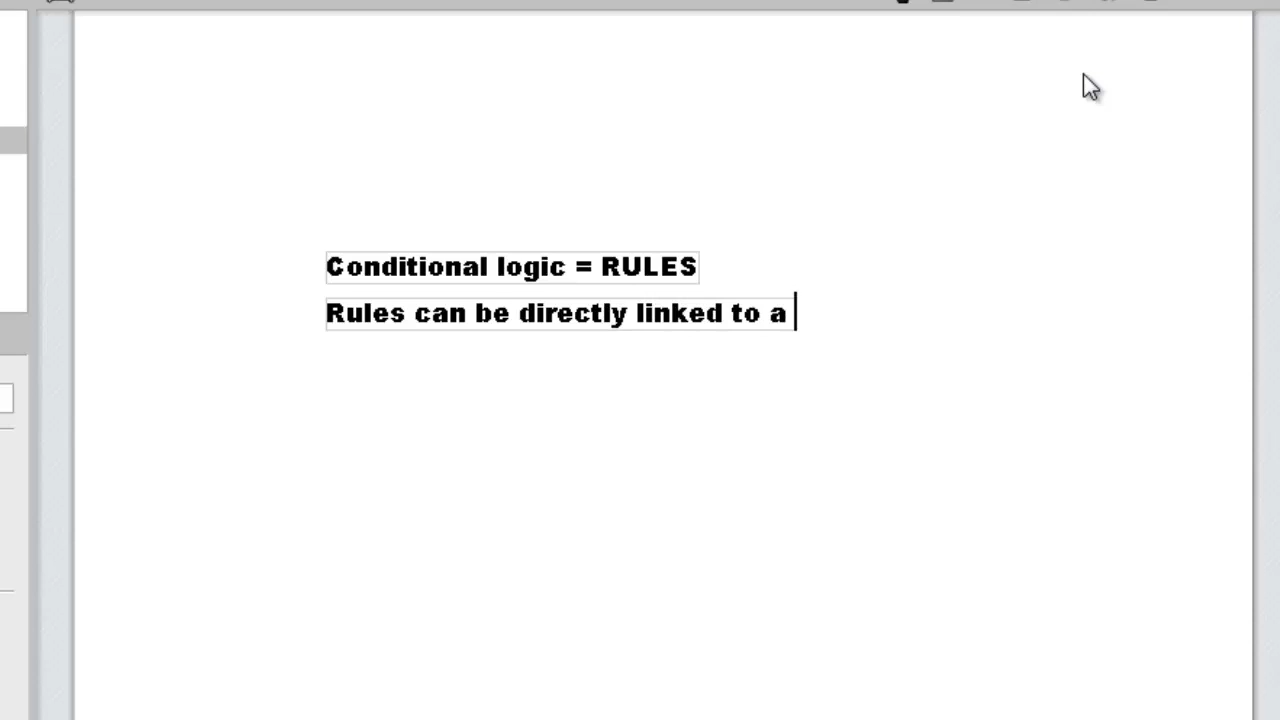 Conditional logic = RULES
Rules can be directly linked to a